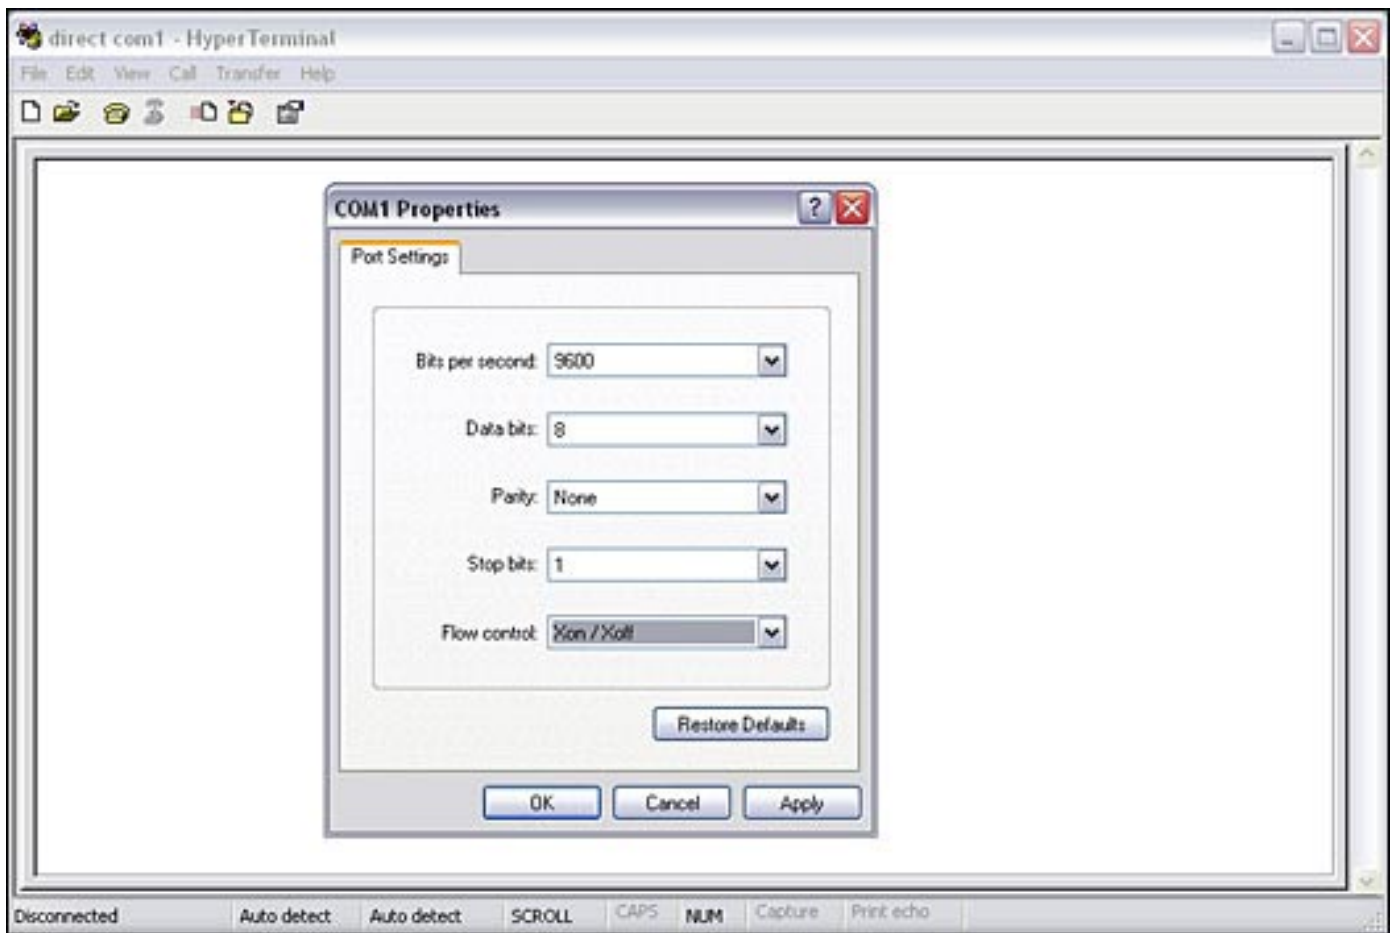 direct com1 - HyperTerminal
File Edit View Call Transfer Help
COM1 Properties
?
Port Settings
Bits per second: 9600
Data bits: 8
Parity: None
Stop bits: 1
Flow control: Xon / Xoff
Restore Defaults
OK Cancel Apply
Disconnected Auto detect Auto detect SCROLL CAPS NUM Capture Print echo